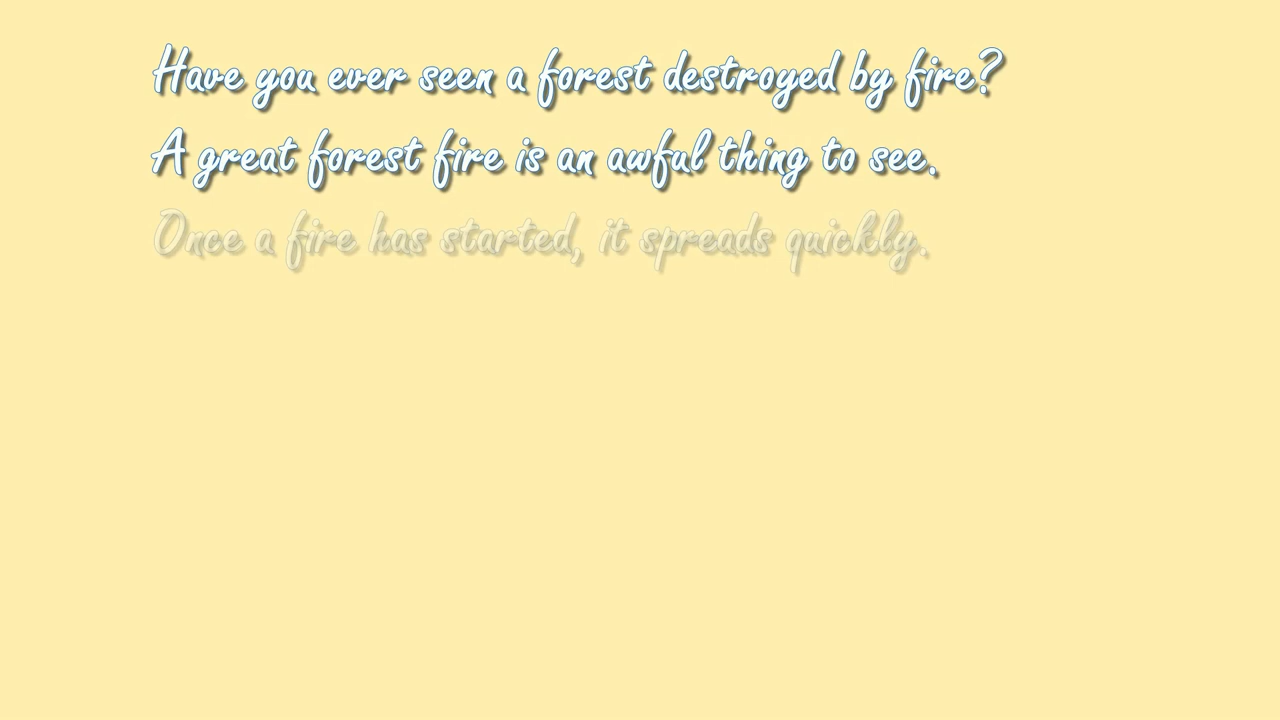 Have you ever seen a forest destroyed by fire?
A great forest fire is an awful thing to see.
Once a fire has started, it spreads quickly.